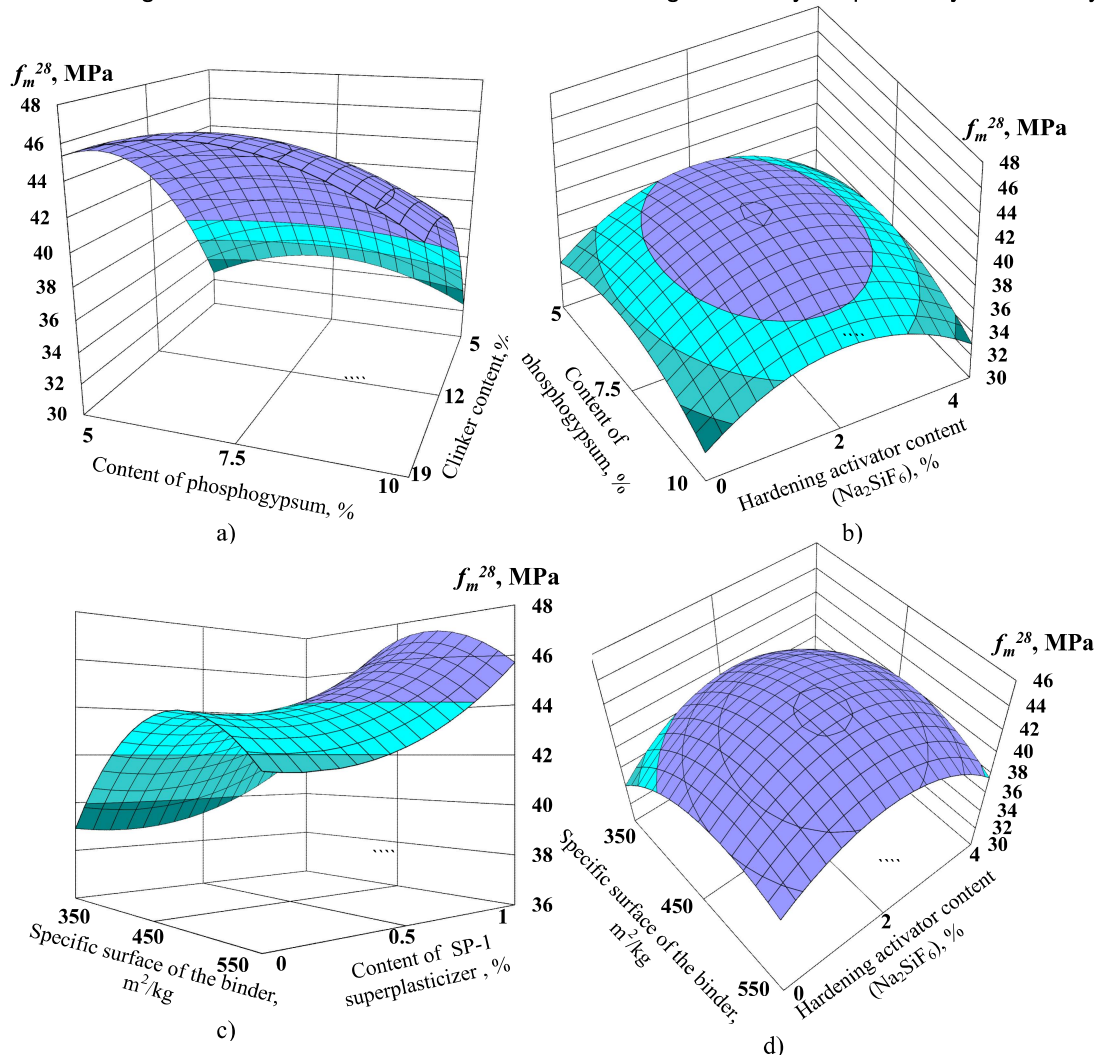 f_m^28, MPa
48
46
44
42
40
38
36
34
32
30
5
7.5
10
Content of phosphogypsum, %
19
12
5
Clinker content, %
a)
f_m^28, MPa
48
46
44
42
40
38
36
34
32
30
5
7.5
10
Content of
phosphogypsum, %
0
2
4
Hardening activator content
(Na₂SiF₆), %
b)
f_m^28, MPa
48
46
44
42
40
38
36
350
450
550
Specific surface of the binder,
m²/kg
0
0.5
1
Content of SP-1
superplasticizer , %
c)
f_m^28, MPa
46
44
42
40
38
36
34
32
30
350
450
550
Specific surface of the binder,
m²/kg
0
2
4
Hardening activator content
(Na₂SiF₆), %
d)